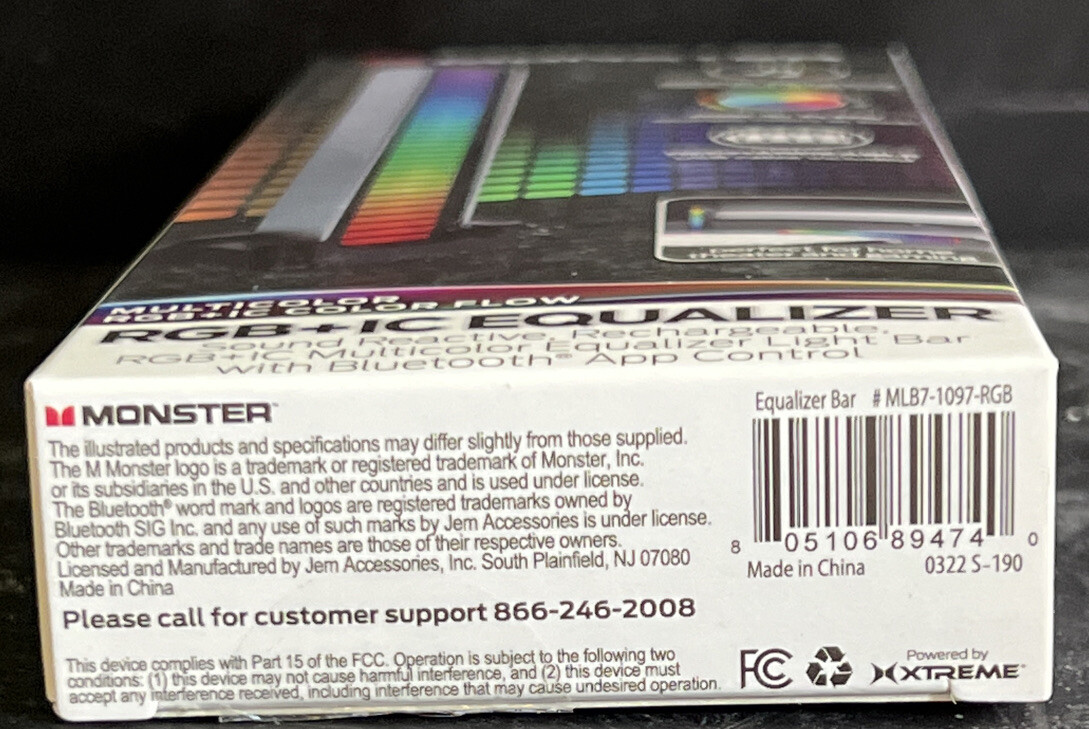 MULTICOLOR
RGB+IC COLOR FLOW
RGB+IC EQUALIZER
Sound Reactive, Rechargeable,
RGB+IC Multicolor Equalizer Light Bar
with Bluetooth® App Control
MONSTER™
The illustrated products and specifications may differ slightly from those supplied.
The M Monster logo is a trademark or registered trademark of Monster, Inc.
or its subsidiaries in the U.S. and other countries and is used under license.
The Bluetooth® word mark and logos are registered trademarks owned by
Bluetooth SIG Inc. and any use of such marks by Jem Accessories is under license.
Other trademarks and trade names are those of their respective owners.
Licensed and Manufactured by Jem Accessories, Inc. South Plainfield, NJ 07080
Made in China
Please call for customer support 866-246-2008
This device complies with Part 15 of the FCC. Operation is subject to the following two
conditions: (1) this device may not cause harmful interference, and (2) this device must
accept any interference received, including interference that may cause undesired operation.
Equalizer Bar # MLB7-1097-RGB
8 05106 89474 0
Made in China 0322 S-190
FC
Powered by
XTREME™